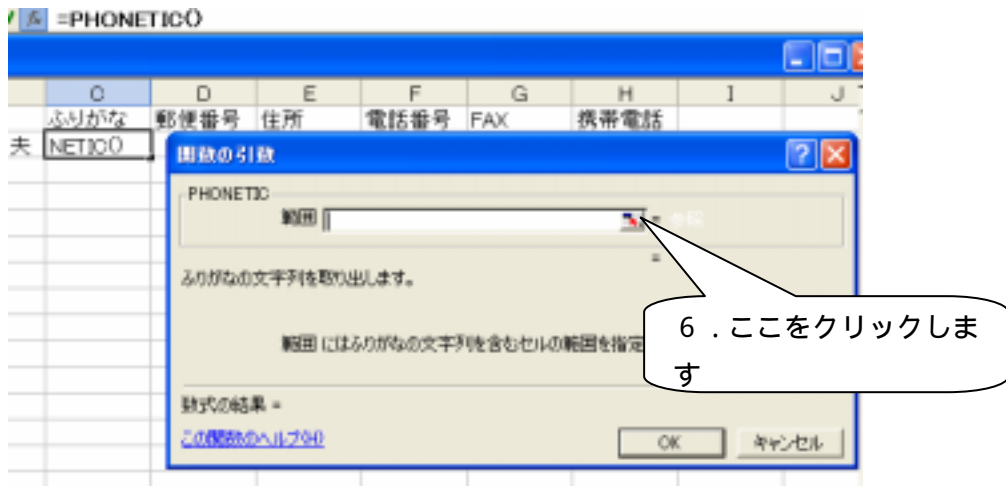 =PHONETIC()
C D E F G H I J
ふりがな 郵便番号 住所 電話番号 FAX 携帯電話
夫 NETIC()
関数の引数
PHONETIC
範囲 =
=
ふりがなの文字列を取り出します。
範囲 にはふりがなの文字列を含むセルの範囲を指定
6．ここをクリックしま
す
数式の結果 =
この関数のヘルプ(H)
OK キャンセル